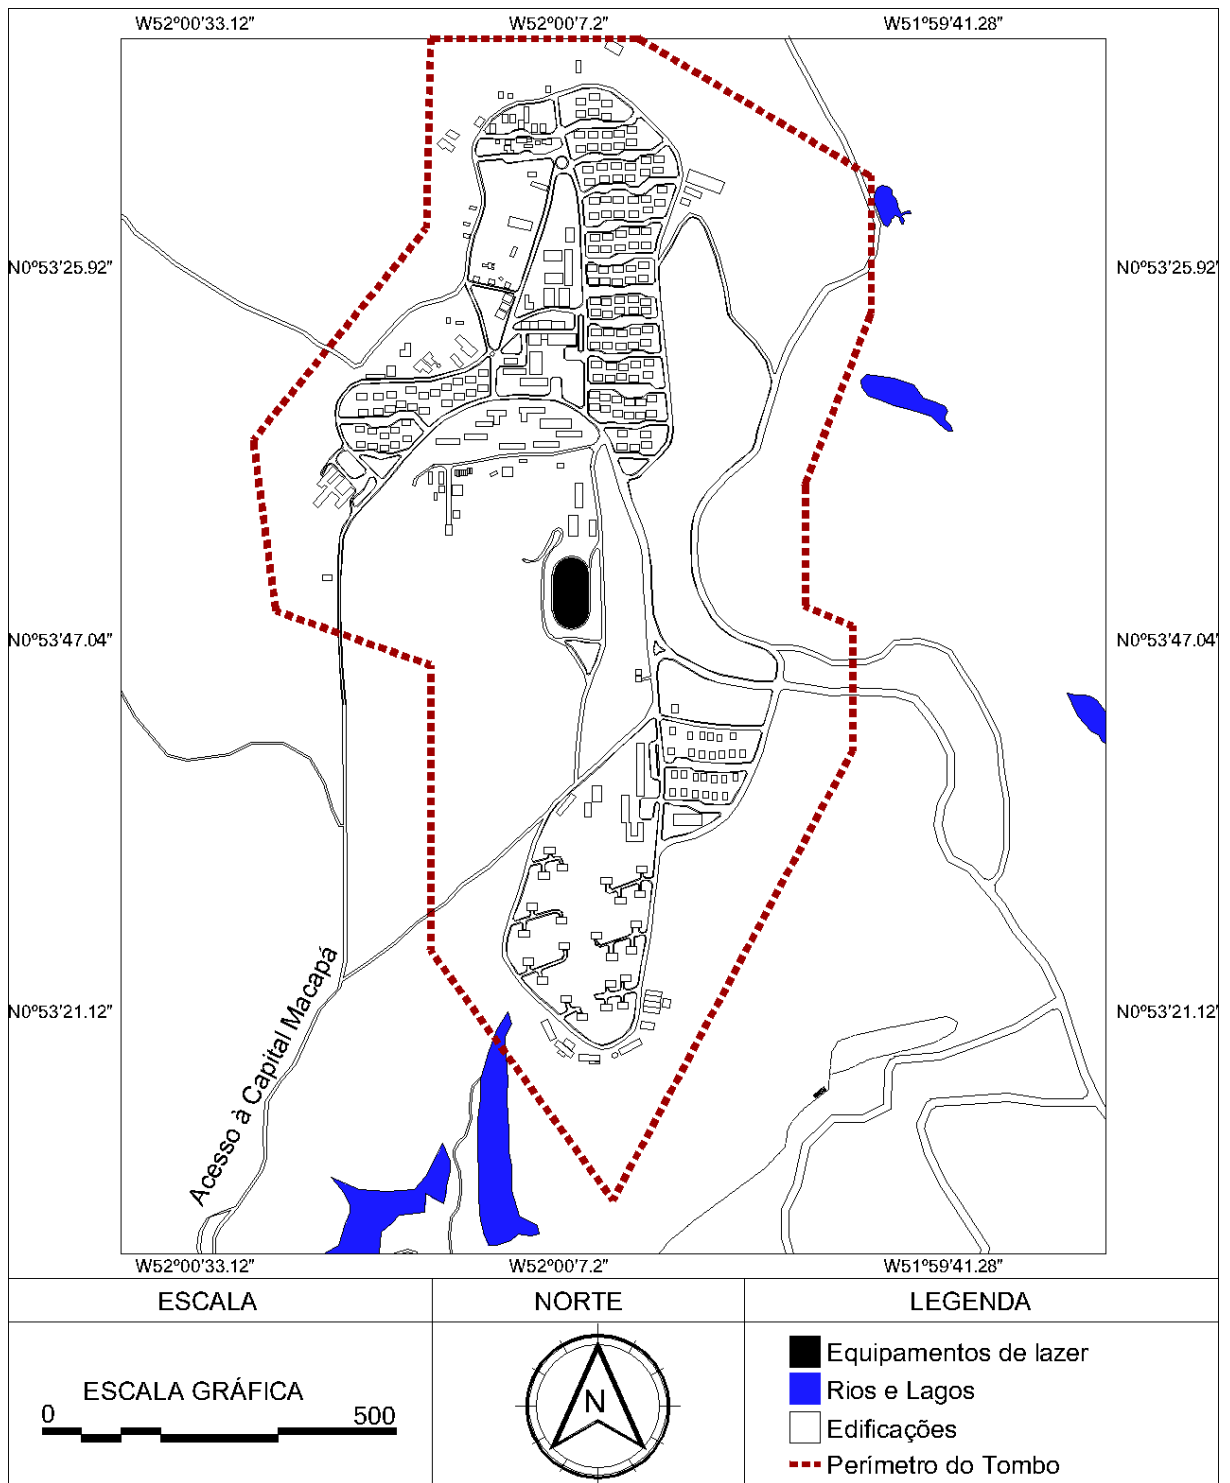 W52º00'33.12"
W52º00'7.2"
W51º59'41.28"
N0º53'25.92"
N0º53'25.92"
N0º53'47.04"
N0º53'47.04"
N0º53'21.12"
N0º53'21.12"
Acesso à Capital Macapá
W52º00'33.12"
W52º00'7.2"
W51º59'41.28"
ESCALA
NORTE
LEGENDA
ESCALA GRÁFICA
0
500
N
Equipamentos de lazer
Rios e Lagos
Edificações
Perímetro do Tombo